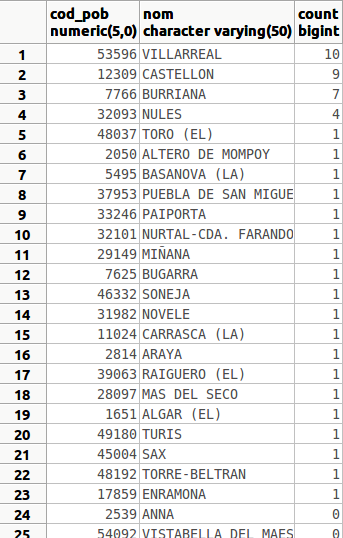 cod_pob nom count
numeric(5,0) character varying(50) bigint
1 53596 VILLARREAL 10
2 12309 CASTELLON 9
3 7766 BURRIANA 7
4 32093 NULES 4
5 48037 TORO (EL) 1
6 2050 ALTERO DE MOMPOY 1
7 5495 BASANOVA (LA) 1
8 37953 PUEBLA DE SAN MIGUE 1
9 33246 PAIPORTA 1
10 32101 NURTAL-CDA. FARANDO 1
11 29149 MIÑANA 1
12 7625 BUGARRA 1
13 46332 SONEJA 1
14 31982 NOVELE 1
15 11024 CARRASCA (LA) 1
16 2814 ARAYA 1
17 39063 RAIGUERO (EL) 1
18 28097 MAS DEL SECO 1
19 1651 ALGAR (EL) 1
20 49180 TURIS 1
21 45004 SAX 1
22 48192 TORRE-BELTRAN 1
23 17859 ENRAMONA 1
24 2539 ANNA 0
25 54092 VISTABELLA DEL MAES 0